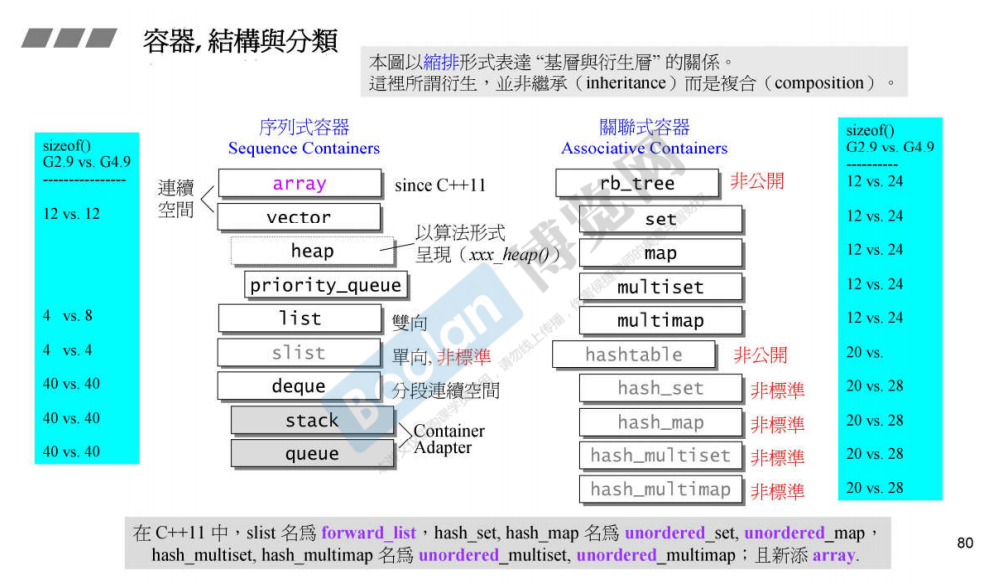 容器, 結構與分類
本圖以縮排形式表達 “基層與衍生層” 的關係。
這裡所謂衍生，並非繼承（inheritance）而是複合（composition）。
sizeof()
G2.9 vs. G4.9
----------------
12 vs. 12
4 vs. 8
4 vs. 4
40 vs. 40
40 vs. 40
40 vs. 40
序列式容器
Sequence Containers
連續
空間
array
since C++11
vector
heap
以算法形式
呈現（xxx_heap()）
priority_queue
list
雙向
slist
單向, 非標準
deque
分段連續空間
stack
queue
Container
Adapter
關聯式容器
Associative Containers
rb_tree
非公開
set
map
multiset
multimap
hashtable
非公開
hash_set
非標準
hash_map
非標準
hash_multiset
非標準
hash_multimap
非標準
sizeof()
G2.9 vs. G4.9
----------
12 vs. 24
12 vs. 24
12 vs. 24
12 vs. 24
12 vs. 24
20 vs.
20 vs. 28
20 vs. 28
20 vs. 28
20 vs. 28
Boolan 博览网
在 C++11 中，slist 名為 forward_list，hash_set, hash_map 名為 unordered_set, unordered_map，
hash_multiset, hash_multimap 名為 unordered_multiset, unordered_multimap；且新添 array.
80